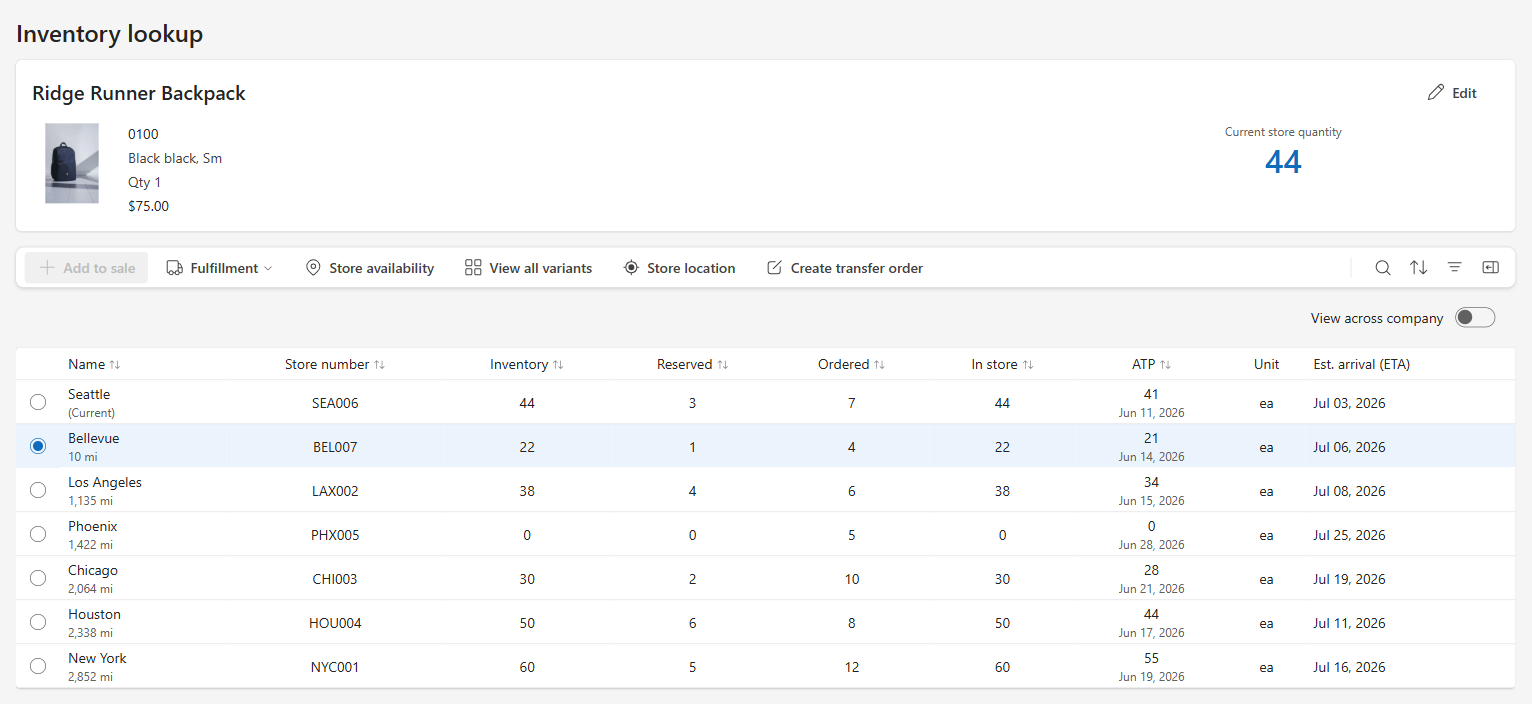 Inventory lookup
Ridge Runner Backpack
Edit
0100
Black black, Sm
Qty 1
$75.00
Current store quantity
44
Add to sale Fulfillment Store availability View all variants Store location Create transfer order
View across company
Name Store number Inventory Reserved Ordered In store ATP Unit Est. arrival (ETA)
Seattle SEA006 44 3 7 44 41 ea Jul 03, 2026
(Current) Jun 11, 2026
Bellevue BEL007 22 1 4 22 21 ea Jul 06, 2026
10 mi Jun 14, 2026
Los Angeles LAX002 38 4 6 38 34 ea Jul 08, 2026
1,135 mi Jun 15, 2026
Phoenix PHX005 0 0 5 0 0 ea Jul 25, 2026
1,422 mi Jun 28, 2026
Chicago CHI003 30 2 10 30 28 ea Jul 19, 2026
2,064 mi Jun 21, 2026
Houston HOU004 50 6 8 50 44 ea Jul 11, 2026
2,338 mi Jun 17, 2026
New York NYC001 60 5 12 60 55 ea Jul 16, 2026
2,852 mi Jun 19, 2026